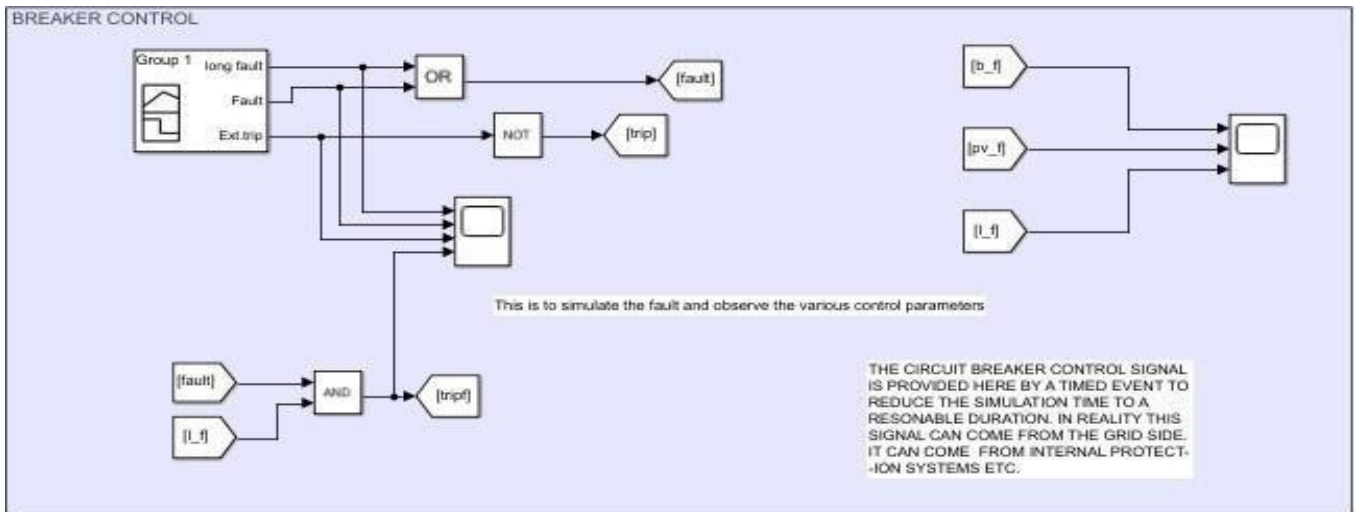 BREAKER CONTROL
Group 1
long fault
Fault
Ext.trip
OR
[fault]
NOT
[trip]
[b_f]
[pv_f]
[l_f]
This is to simulate the fault and observe the various control parameters
[fault]
[l_f]
AND
[tripf]
THE CIRCUIT BREAKER CONTROL SIGNAL
IS PROVIDED HERE BY A TIMED EVENT TO
REDUCE THE SIMULATION TIME TO A
RESONABLE DURATION. IN REALITY THIS
SIGNAL CAN COME FROM THE GRID SIDE.
IT CAN COME FROM INTERNAL PROTECT-
-ION SYSTEMS ETC.